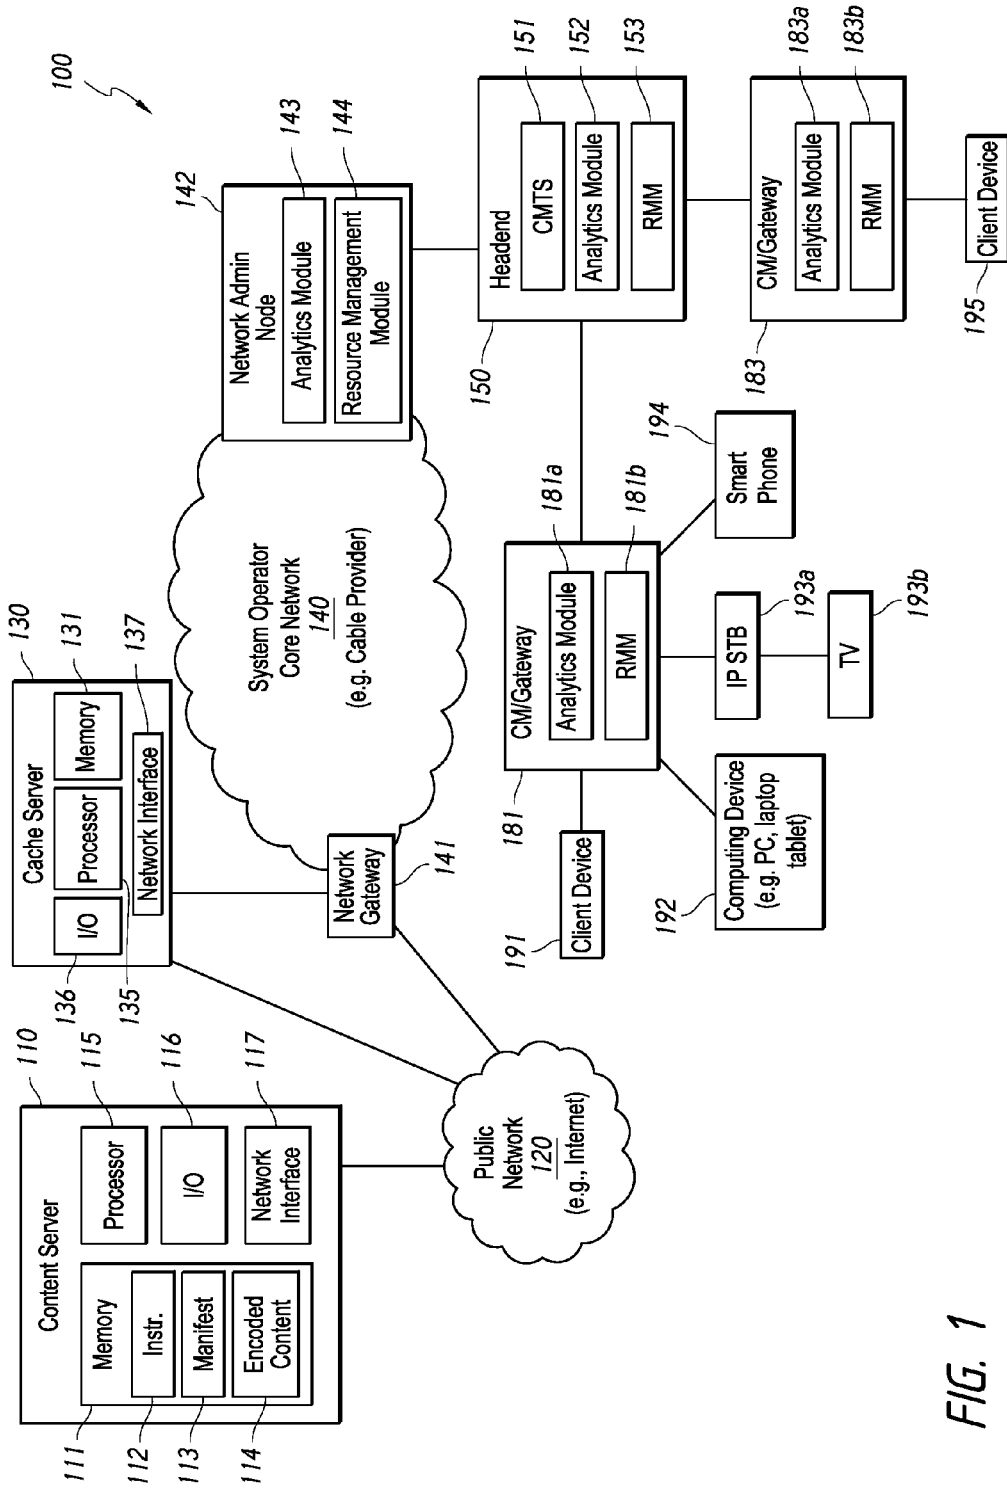 100
110
Content Server
111
Memory
112
Instr.
113
Manifest
114
Encoded
Content
115
Processor
116
I/O
117
Network
Interface
130
Cache Server
136
I/O
135
Processor
131
Memory
137
Network Interface
Public
Network
120
(e.g., Internet)
Network
Gateway
141
System Operator
Core Network
140
(e.g. Cable Provider)
142
Network Admin
Node
143
Analytics Module
144
Resource Management
Module
150
Headend
151
CMTS
152
Analytics Module
153
RMM
181
CM/Gateway
181a
Analytics Module
181b
RMM
183
CM/Gateway
183a
Analytics Module
183b
RMM
191
Client Device
192
Computing Device
(e.g. PC, laptop
tablet)
193a
IP STB
193b
TV
194
Smart
Phone
195
Client Device
FIG. 1